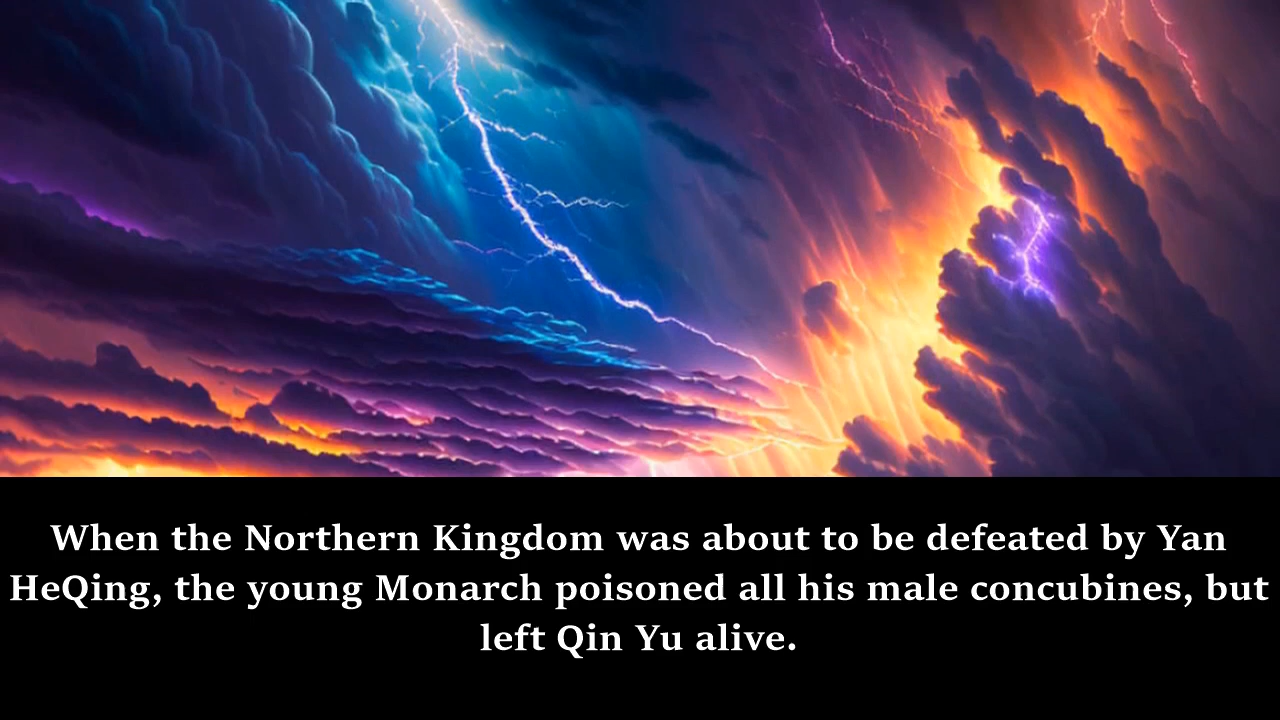 When the Northern Kingdom was about to be defeated by Yan
HeQing, the young Monarch poisoned all his male concubines, but
left Qin Yu alive.